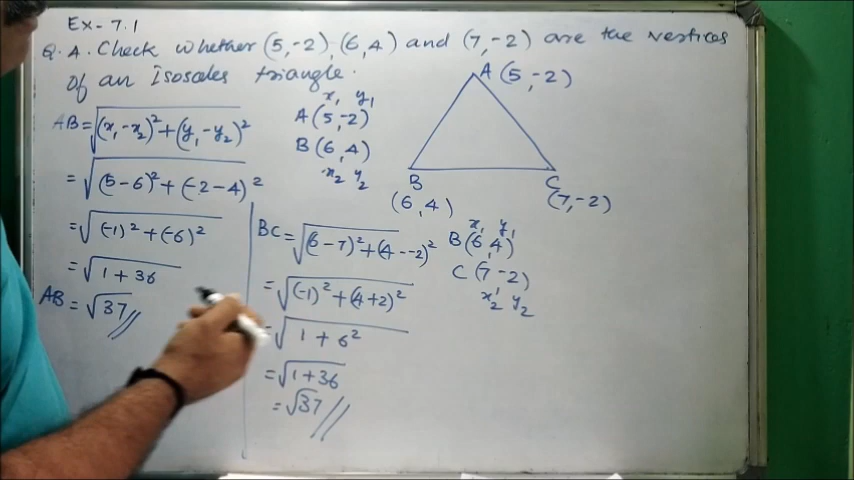 Ex-7.1
Q.4. Check whether (5,-2), (6,4) and (7,-2) are the vertices
of an Isosoles triangle.
AB=√(x₁-x₂)²+(y₁-y₂)²
=√(5-6)²+(-2-4)²
=√(-1)²+(-6)²
=√1+36
AB=√37//
x₁ y₁
A(5,-2)
B(6,4)
x₂ y₂
A(5,-2)
B
(6,4)
C
(7,-2)
BC=√(6-7)²+(4--2)²
=√(-1)²+(4+2)²
=√1+6²
=√1+36
=√37//
x₁ y₁
B(6,4)
C(7,-2)
x₂ y₂